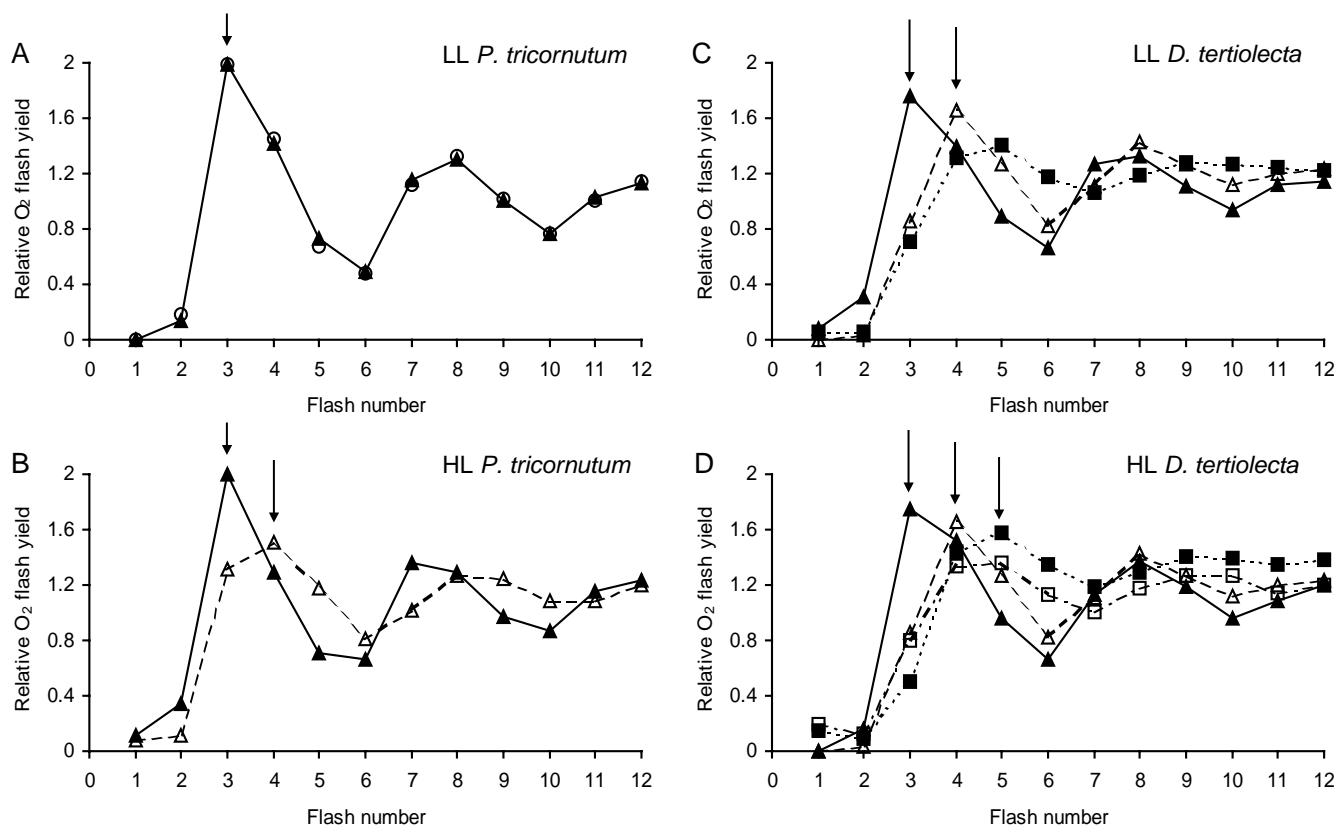 A
LL P. tricornutum
Relative O2 flash yield
2
1.6
1.2
0.8
0.4
0
0 1 2 3 4 5 6 7 8 9 10 11 12
Flash number
B
HL P. tricornutum
Relative O2 flash yield
2
1.6
1.2
0.8
0.4
0
0 1 2 3 4 5 6 7 8 9 10 11 12
Flash number
C
LL D. tertiolecta
Relative O2 flash yield
2
1.6
1.2
0.8
0.4
0
0 1 2 3 4 5 6 7 8 9 10 11 12
Flash number
D
HL D. tertiolecta
Relative O2 flash yield
2
1.6
1.2
0.8
0.4
0
0 1 2 3 4 5 6 7 8 9 10 11 12
Flash number